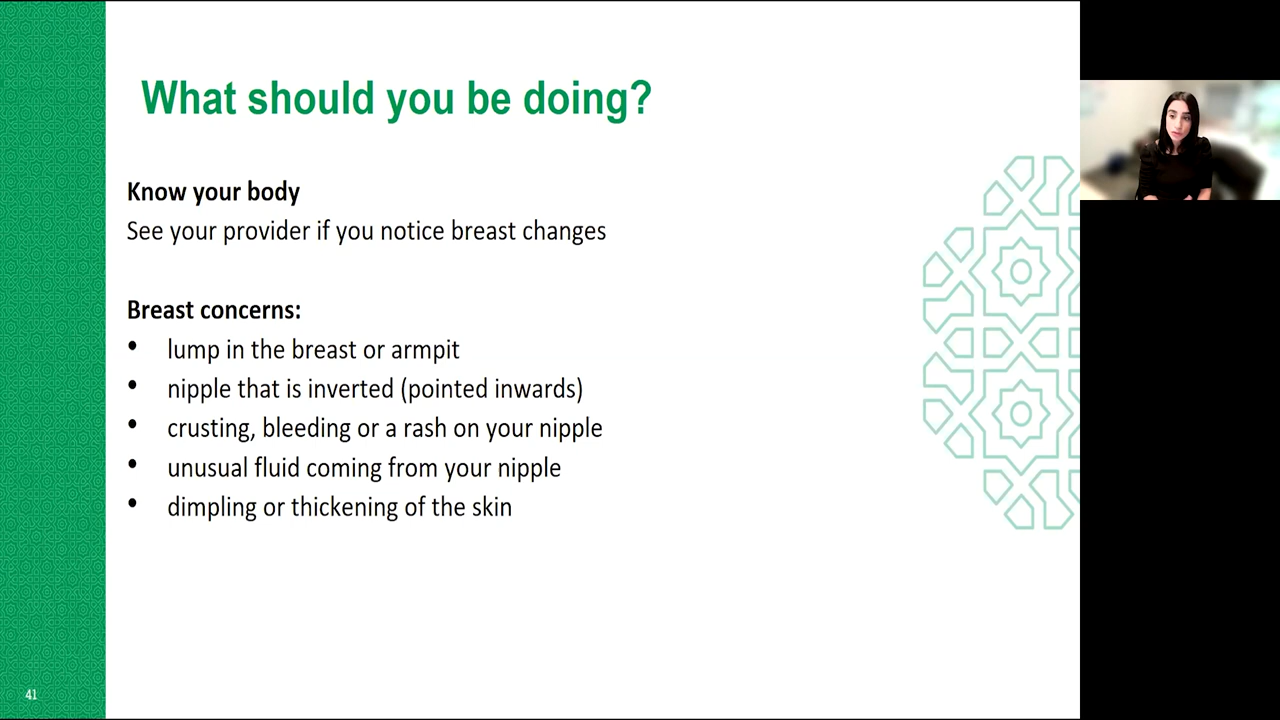 What should you be doing?
Know your body
See your provider if you notice breast changes
Breast concerns:
• lump in the breast or armpit
• nipple that is inverted (pointed inwards)
• crusting, bleeding or a rash on your nipple
• unusual fluid coming from your nipple
• dimpling or thickening of the skin
41